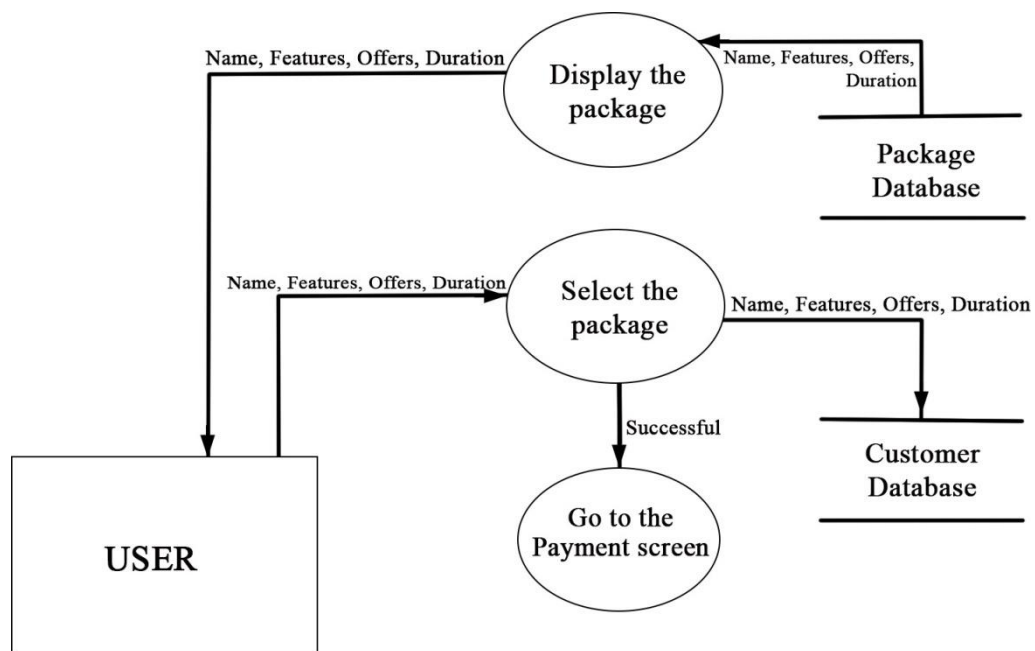 Name, Features, Offers, Duration
Display the
package
Name, Features, Offers,
Duration
Package
Database
Name, Features, Offers, Duration
Select the
package
Name, Features, Offers, Duration
Successful
Customer
Database
Go to the
Payment screen
USER